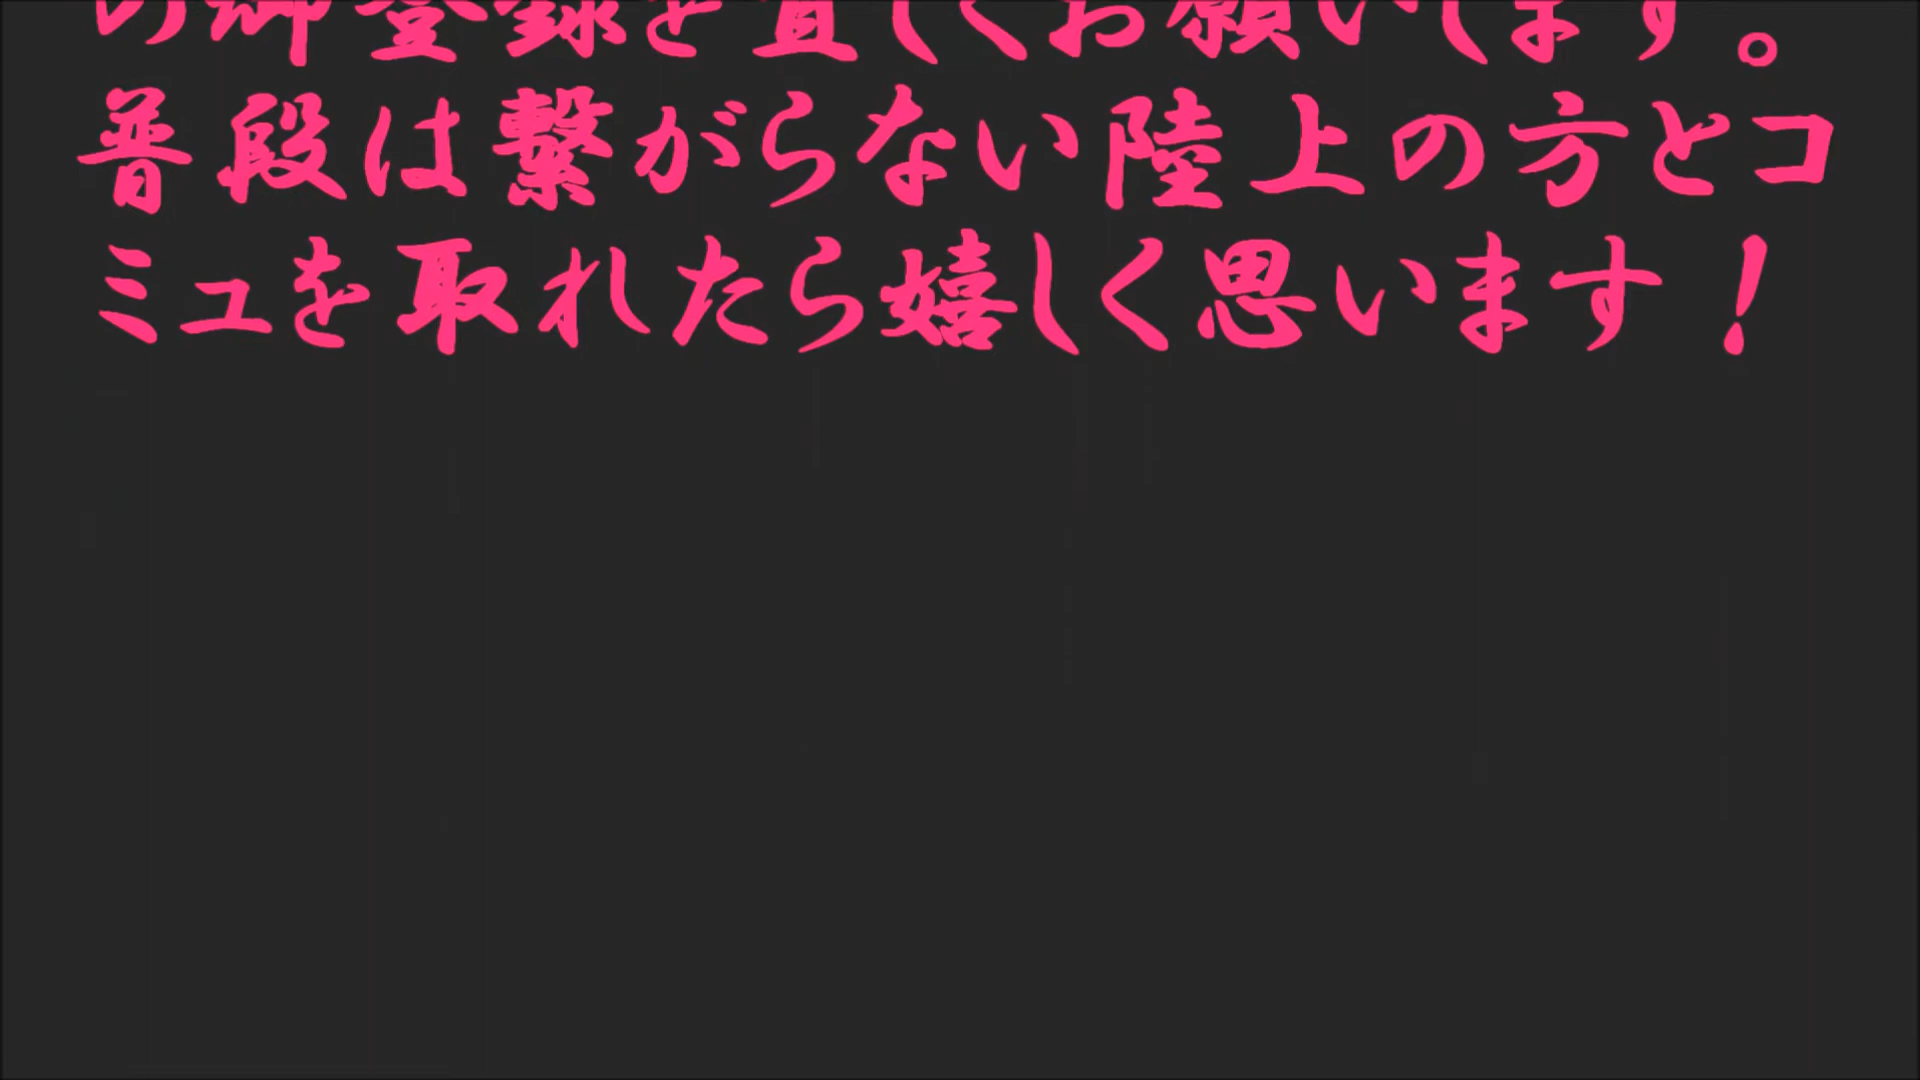 の御登録を宜しくお願いします。
普段は繋がらない陸上の方とコ
ミュを取れたら嬉しく思います！